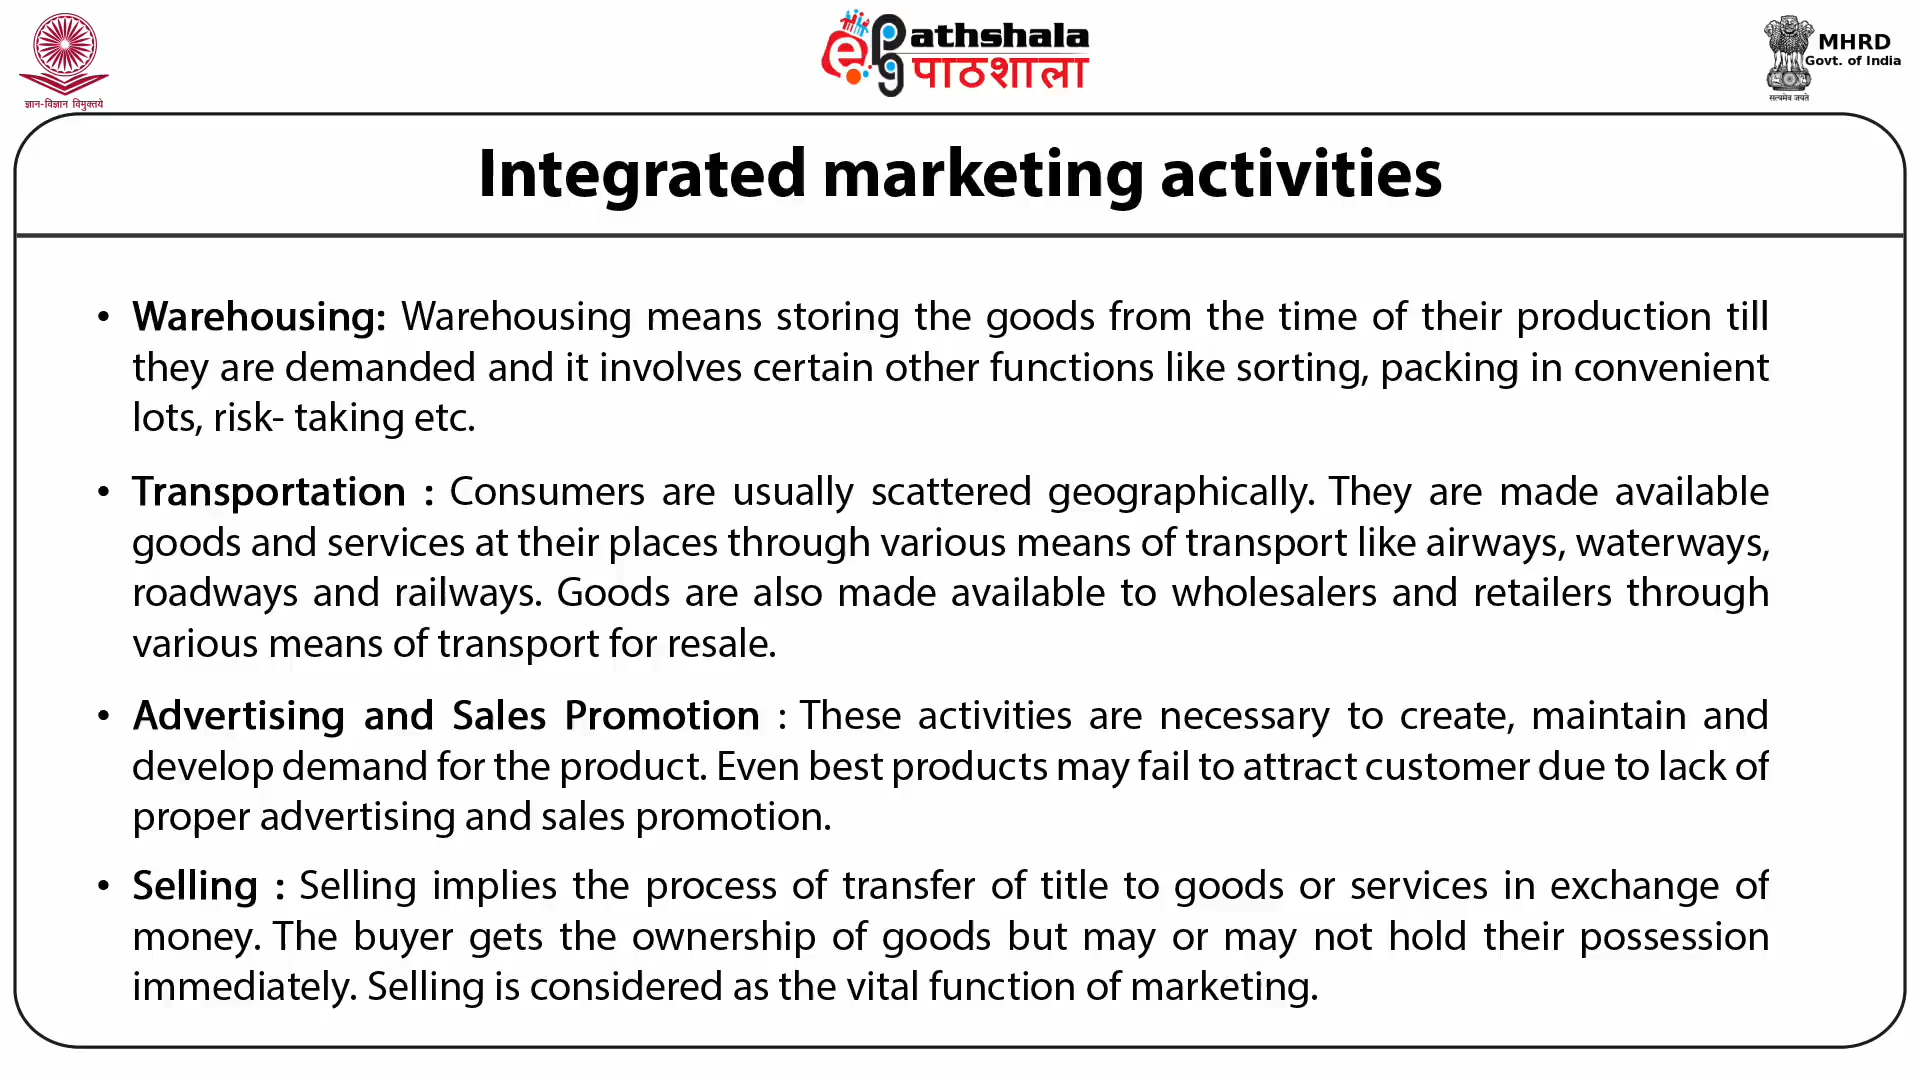 ज्ञान-विज्ञान विमुक्तये
e Pg athshala
पाठशाला
MHRD
Govt. of India
सत्यमेव जयते
Integrated marketing activities
• Warehousing: Warehousing means storing the goods from the time of their production till
they are demanded and it involves certain other functions like sorting, packing in convenient
lots, risk- taking etc.
• Transportation : Consumers are usually scattered geographically. They are made available
goods and services at their places through various means of transport like airways, waterways,
roadways and railways. Goods are also made available to wholesalers and retailers through
various means of transport for resale.
• Advertising and Sales Promotion : These activities are necessary to create, maintain and
develop demand for the product. Even best products may fail to attract customer due to lack of
proper advertising and sales promotion.
• Selling : Selling implies the process of transfer of title to goods or services in exchange of
money. The buyer gets the ownership of goods but may or may not hold their possession
immediately. Selling is considered as the vital function of marketing.